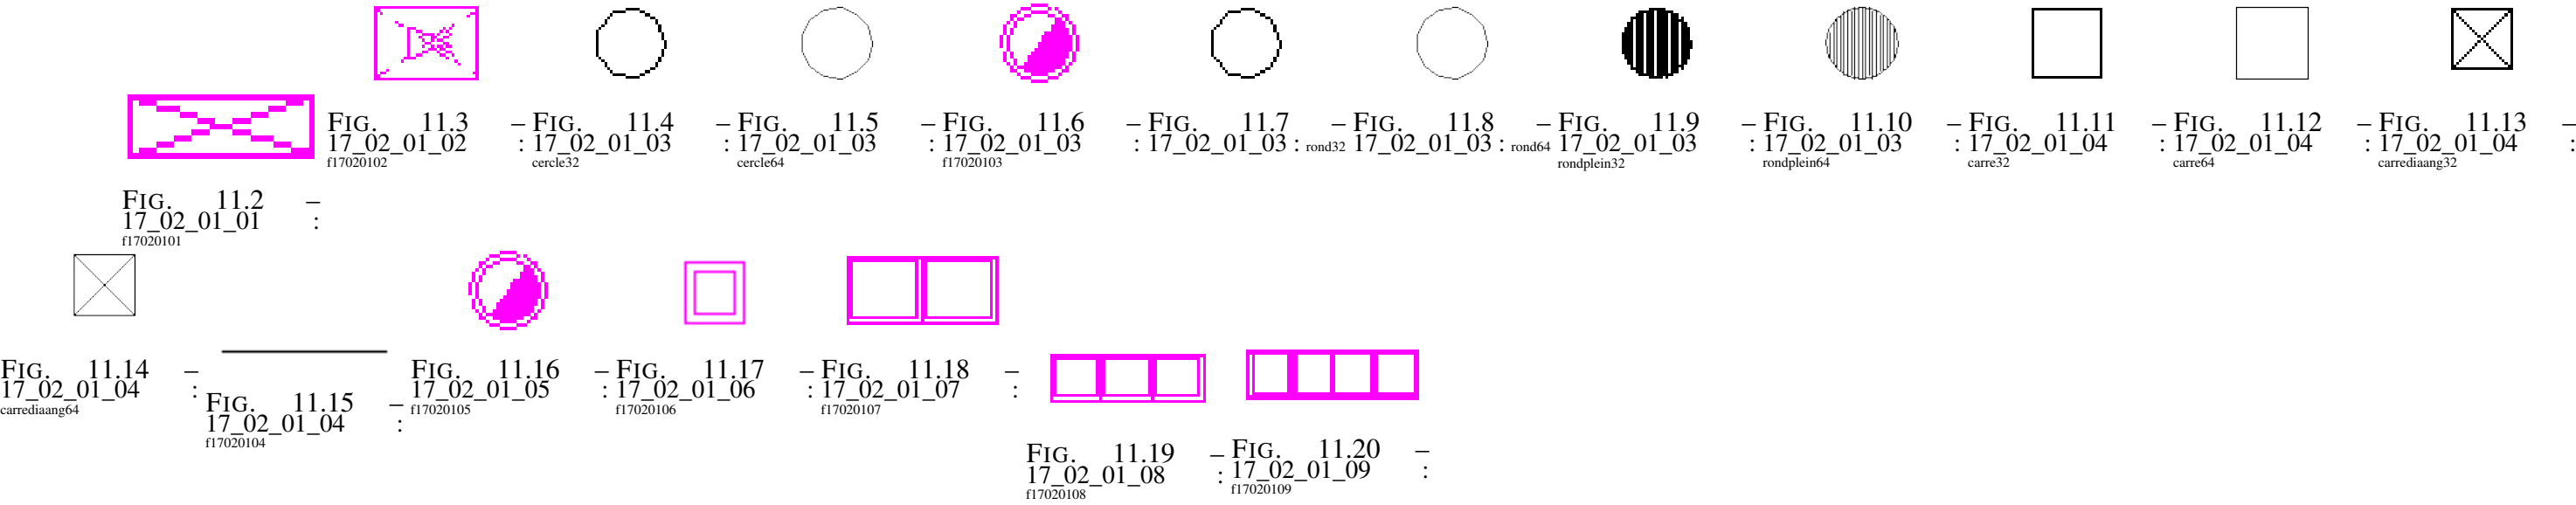 FIG. 11.2 –
17_02_01_01 :
f17020101
FIG. 11.3 –
17_02_01_02 :
f17020102
FIG. 11.4 –
17_02_01_03 :
cercle32
FIG. 11.5 –
17_02_01_03 :
cercle64
FIG. 11.6 –
17_02_01_03 :
f17020103
FIG. 11.7 –
17_02_01_03 : rond32
FIG. 11.8 –
17_02_01_03 : rond64
FIG. 11.9 –
17_02_01_03 :
rondplein32
FIG. 11.10 –
17_02_01_03 :
rondplein64
FIG. 11.11 –
17_02_01_04 :
carre32
FIG. 11.12 –
17_02_01_04 :
carre64
FIG. 11.13 –
17_02_01_04 :
carrediaang32
FIG. 11.14 –
17_02_01_04 :
carrediaang64
FIG. 11.15 –
17_02_01_04 :
f17020104
FIG. 11.16 –
17_02_01_05 :
f17020105
FIG. 11.17 –
17_02_01_06 :
f17020106
FIG. 11.18 –
17_02_01_07 :
f17020107
FIG. 11.19 –
17_02_01_08 :
f17020108
FIG. 11.20 –
17_02_01_09 :
f17020109